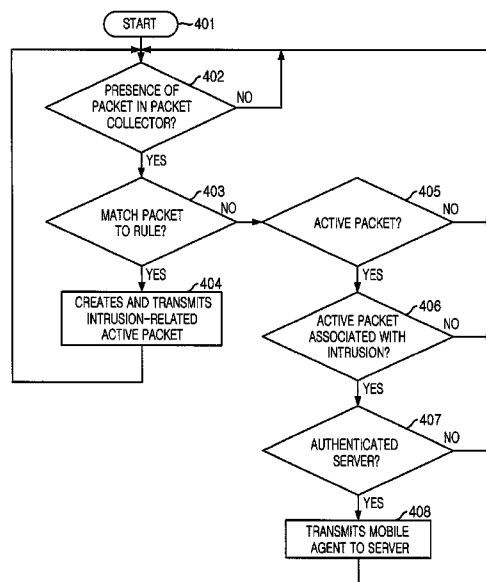 START
401
PRESENCE OF
PACKET IN PACKET
COLLECTOR?
402
NO
YES
MATCH PACKET
TO RULE?
403
NO
YES
CREATES AND TRANSMITS
INTRUSION-RELATED
ACTIVE PACKET
404
ACTIVE PACKET?
405
NO
YES
ACTIVE PACKET
ASSOCIATED WITH
INTRUSION?
406
NO
YES
AUTHENTICATED
SERVER?
407
NO
YES
TRANSMITS MOBILE
AGENT TO SERVER
408